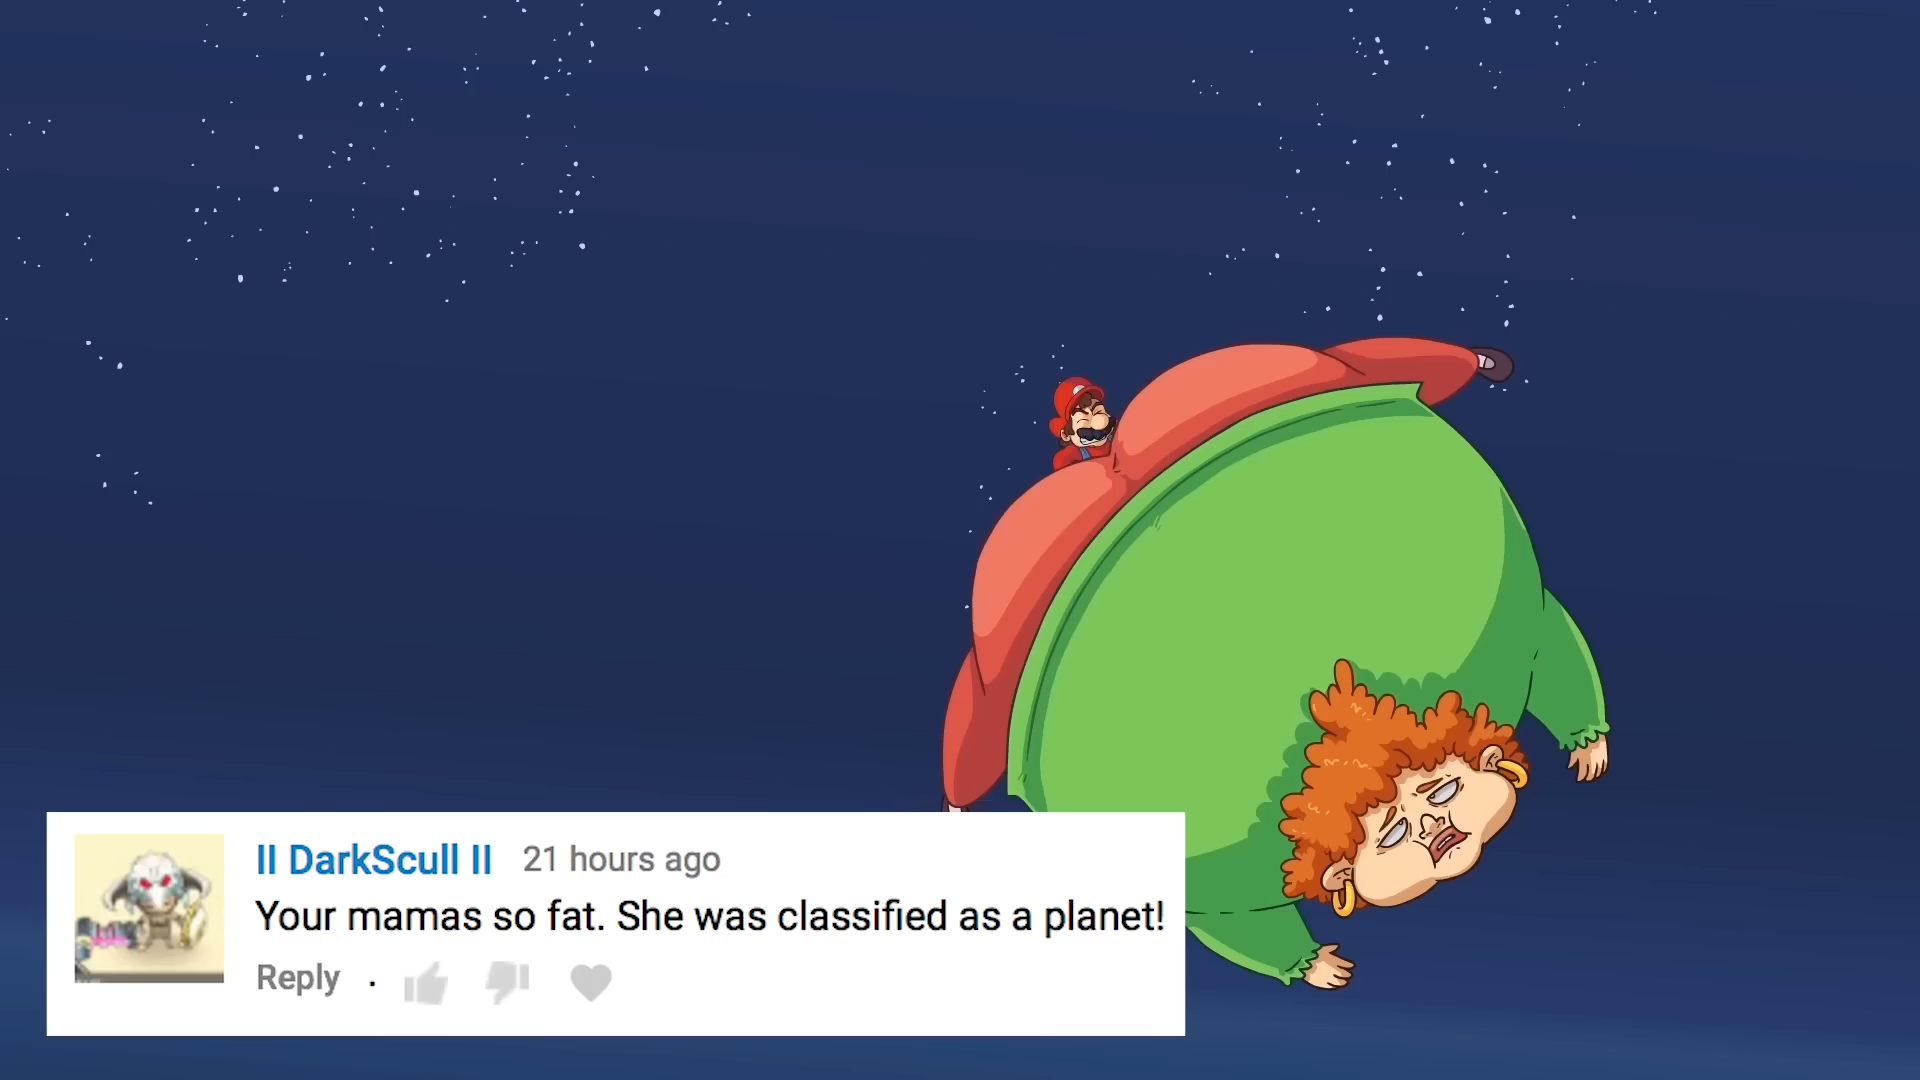 II DarkScull II 21 hours ago
Your mamas so fat. She was classified as a planet!
Reply .